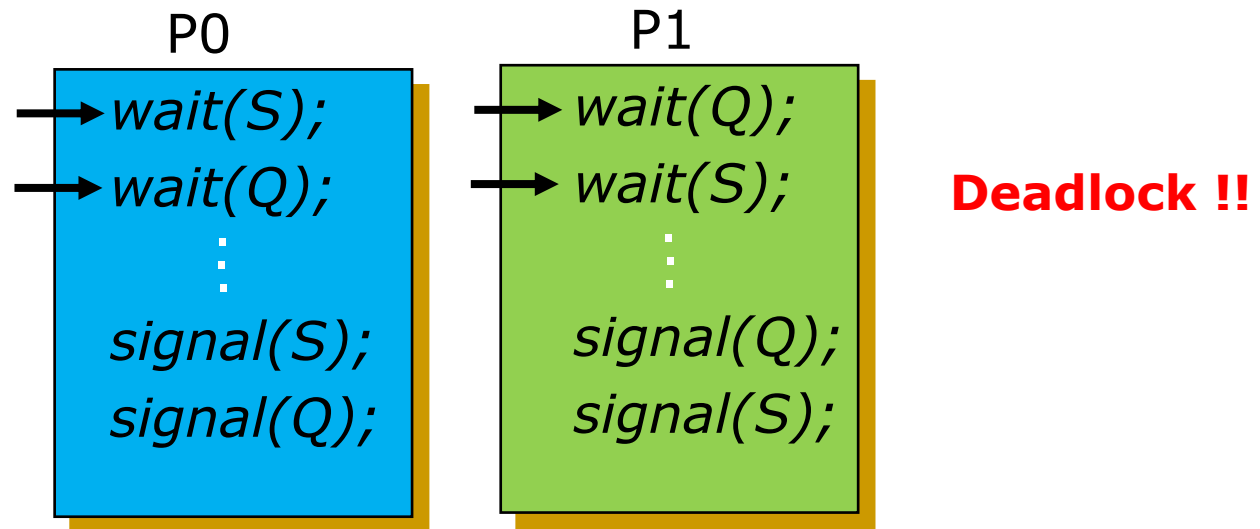 P0
wait(S);
wait(Q);
signal(S);
signal(Q);
P1
wait(Q);
wait(S);
signal(Q);
signal(S);
Deadlock !!